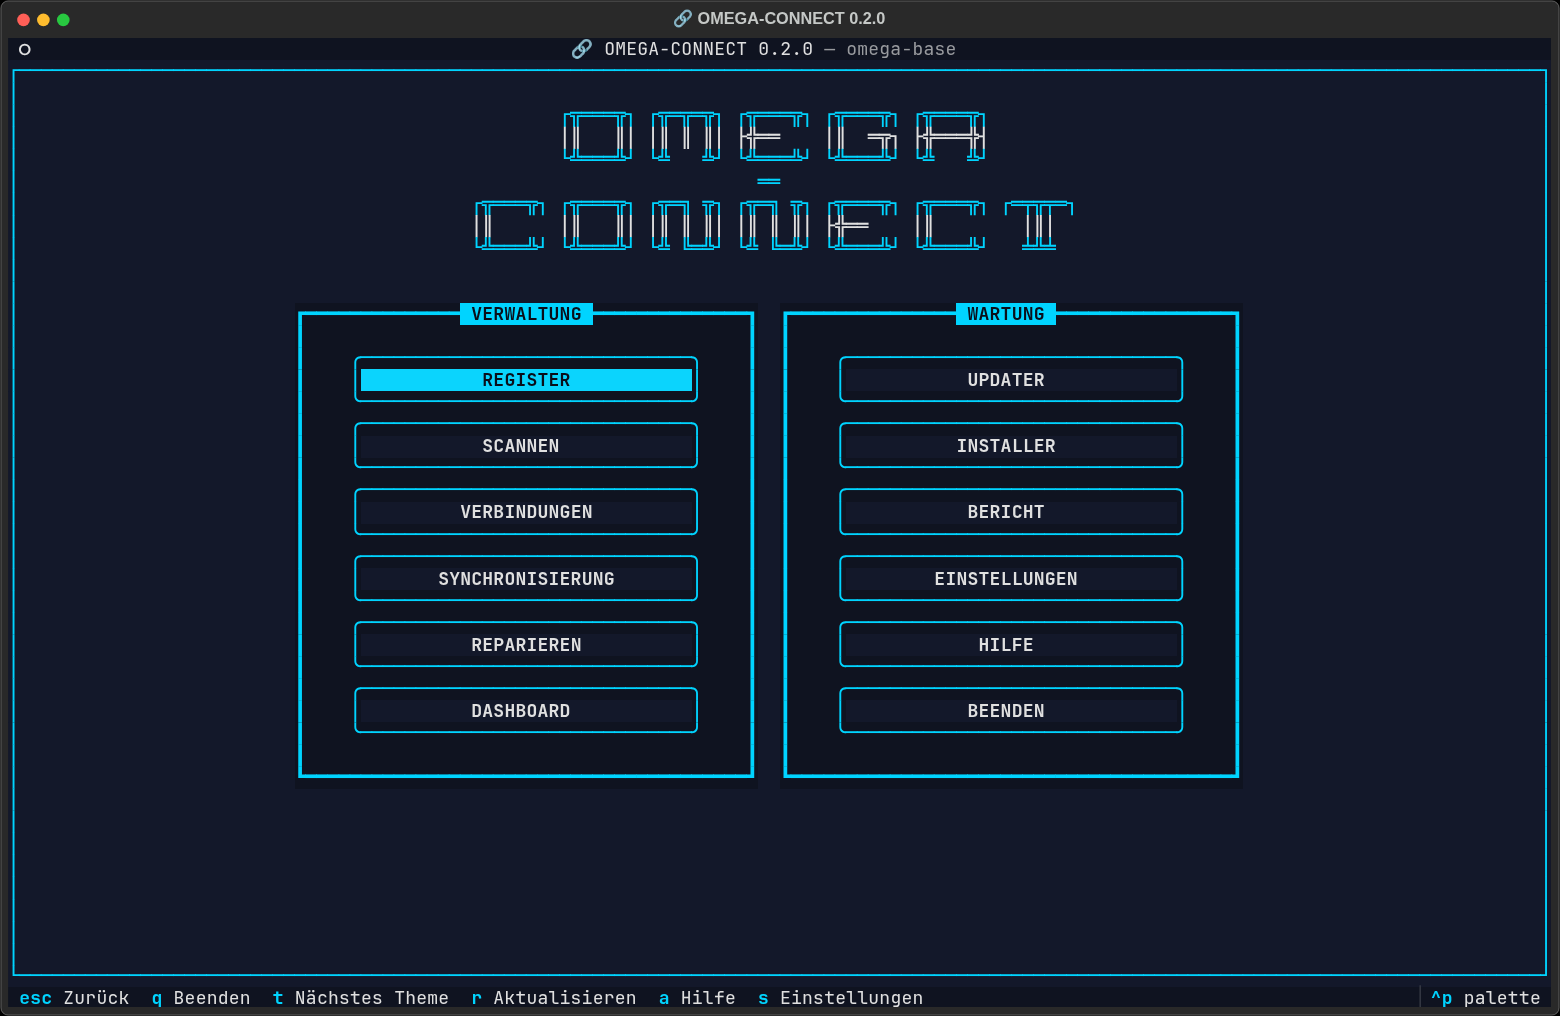 🔗 OMEGA-CONNECT 0.2.0
🔗 OMEGA-CONNECT 0.2.0 — omega-base
OMEGA
-
CONNECT
VERWALTUNG
REGISTER
SCANNEN
VERBINDUNGEN
SYNCHRONISIERUNG
REPARIEREN
DASHBOARD
WARTUNG
UPDATER
INSTALLER
BERICHT
EINSTELLUNGEN
HILFE
BEENDEN
esc Zurück q Beenden t Nächstes Theme r Aktualisieren a Hilfe s Einstellungen ^p palette